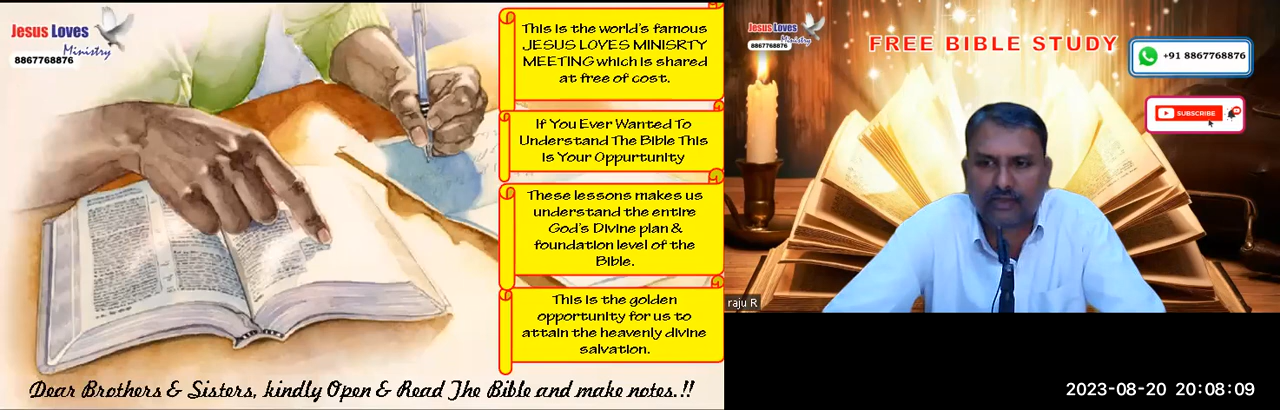 Jesus Loves
Ministry
8867768876
This is the world's famous
JESUS LOVES MINISRTY
MEETING which is shared
at free of cost.
If You Ever Wanted To
Understand The Bible This
Is Your Oppurtunity
These lessons makes us
understand the entire
God's Divine plan &
foundation level of the
Bible.
This is the golden
opportunity for us to
attain the heavenly divine
salvation.
Dear Brothers & Sisters, kindly Open & Read The Bible and make notes.!!
Jesus Loves
Ministry
8867768876
FREE BIBLE STUDY
+91 8867768876
SUBSCRIBE
raju R
2023-08-20 20:08:09